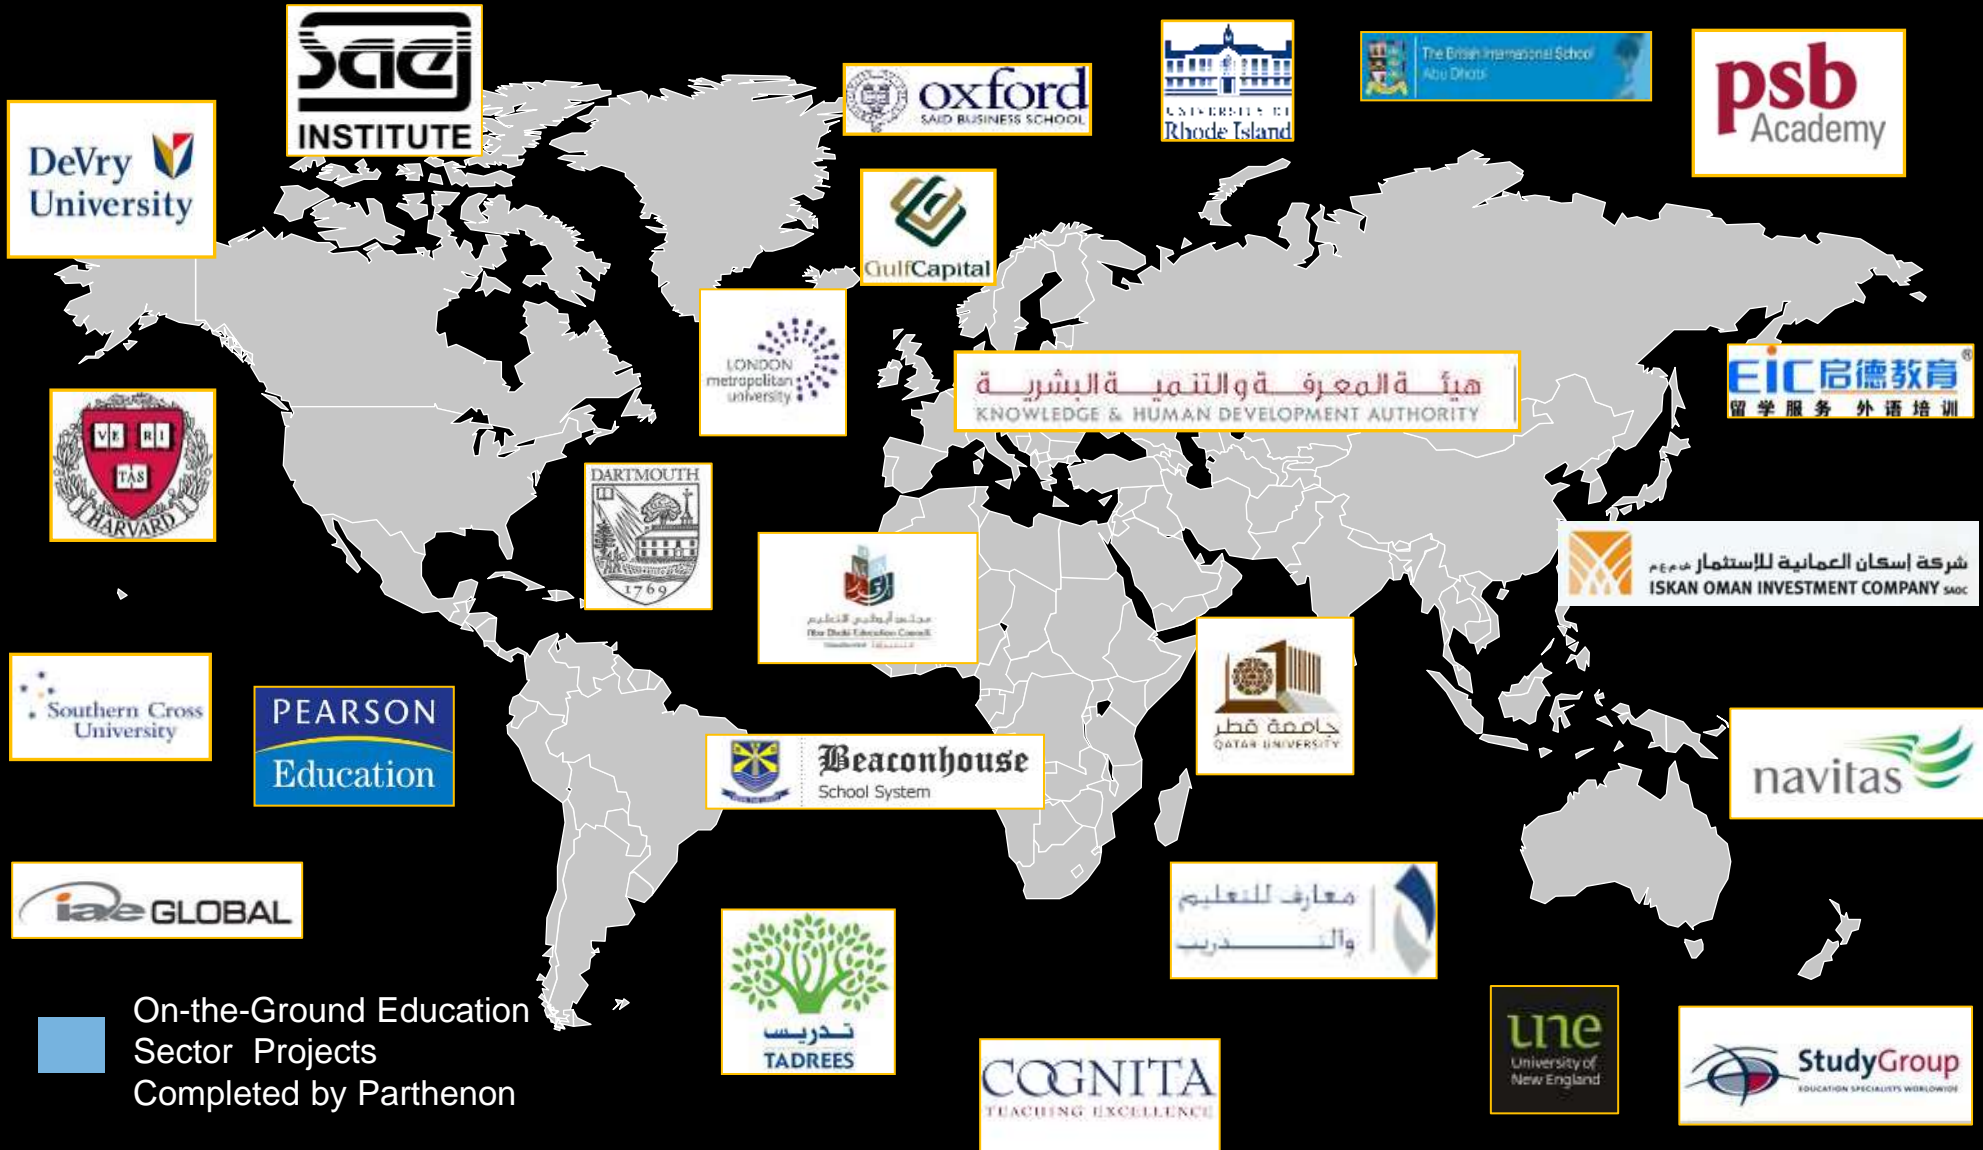 sae
INSTITUTE
DeVry
University
oxford
SAID BUSINESS SCHOOL
UNIVERSITY OF
Rhode Island
The British International School
Abu Dhabi
psb
Academy
GulfCapital
LONDON
metropolitan
university
هيئة المعرفة والتنمية البشرية
KNOWLEDGE & HUMAN DEVELOPMENT AUTHORITY
EIC启德教育®
留学服务 外语培训
VE RI
TAS
HARVARD
DARTMOUTH
1769
مجلس أبوظبي للتعليم
Abu Dhabi Education Council
شركة إسكان العمانية للإستثمار ش.م.ع.م
ISKAN OMAN INVESTMENT COMPANY SAOC
جامعة قطر
QATAR UNIVERSITY
Southern Cross
University
PEARSON
Education
Beaconhouse
School System
navitas
iae GLOBAL
معارف للتعليم
والتدريب
تدريس
TADREES
On-the-Ground Education
Sector Projects
Completed by Parthenon
COGNITA
TEACHING EXCELLENCE
une
University of
New England
StudyGroup
EDUCATION SPECIALISTS WORLDWIDE